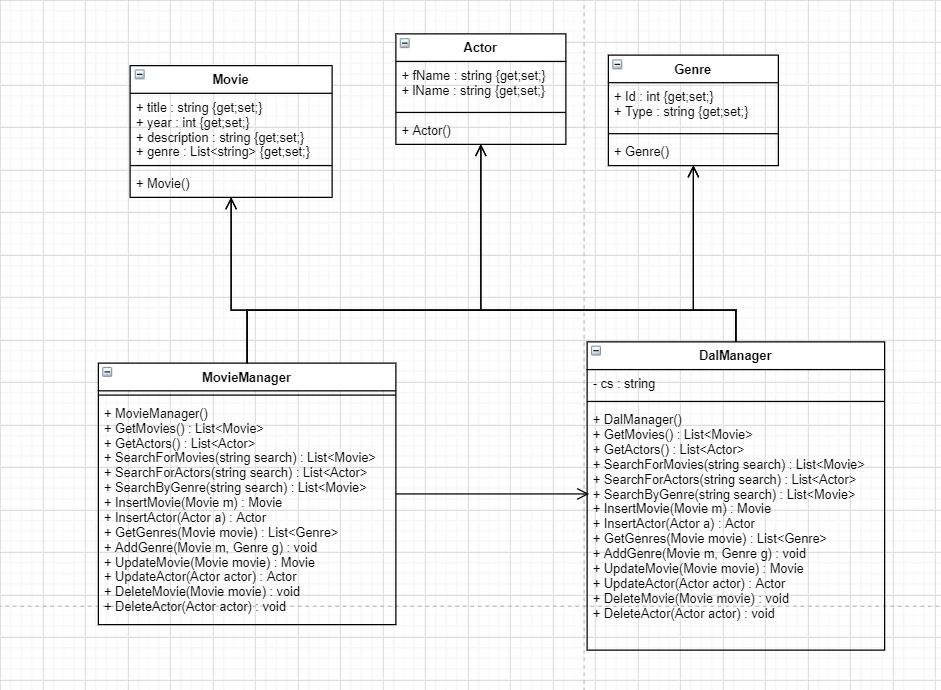 Movie
+ title : string {get;set;}
+ year : int {get;set;}
+ description : string {get;set;}
+ genre : List<string> {get;set;}
+ Movie()
Actor
+ fName : string {get;set;}
+ lName : string {get;set;}
+ Actor()
Genre
+ Id : int {get;set;}
+ Type : string {get;set;}
+ Genre()
MovieManager
+ MovieManager()
+ GetMovies() : List<Movie>
+ GetActors() : List<Actor>
+ SearchForMovies(string search) : List<Movie>
+ SearchForActors(string search) : List<Actor>
+ SearchByGenre(string search) : List<Movie>
+ InsertMovie(Movie m) : Movie
+ InsertActor(Actor a) : Actor
+ GetGenres(Movie movie) : List<Genre>
+ AddGenre(Movie m, Genre g) : void
+ UpdateMovie(Movie movie) : Movie
+ UpdateActor(Actor actor) : Actor
+ DeleteMovie(Movie movie) : void
+ DeleteActor(Actor actor) : void
DalManager
- cs : string
+ DalManager()
+ GetMovies() : List<Movie>
+ GetActors() : List<Actor>
+ SearchForMovies(string search) : List<Movie>
+ SearchForActors(string search) : List<Actor>
+ SearchByGenre(string search) : List<Movie>
+ InsertMovie(Movie m) : Movie
+ InsertActor(Actor a) : Actor
+ GetGenres(Movie movie) : List<Genre>
+ AddGenre(Movie m, Genre g) : void
+ UpdateMovie(Movie movie) : Movie
+ UpdateActor(Actor actor) : Actor
+ DeleteMovie(Movie movie) : void
+ DeleteActor(Actor actor) : void